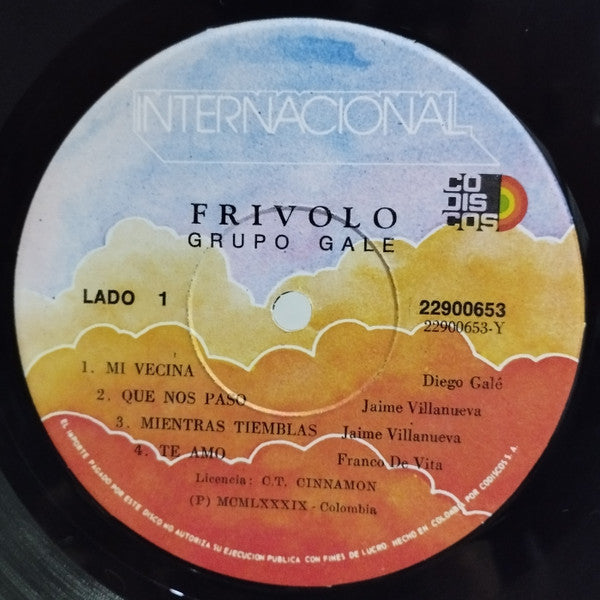 INTERNACIONAL
CO
DIS
COS
FRIVOLO
GRUPO GALE
LADO 1
22900653
22900653-Y
1. MI VECINA Diego Galé
2. QUE NOS PASO Jaime Villanueva
3. MIENTRAS TIEMBLAS Jaime Villanueva
4. TE AMO Franco De Vita
Licencia: C.T. CINNAMON
(P) MCMLXXXIX - Colombia
EL IMPORTE PAGADO POR ESTE DISCO NO AUTORIZA SU EJECUCION PUBLICA CON FINES DE LUCRO. HECHO EN COLOMBIA POR CODISCOS S.A.